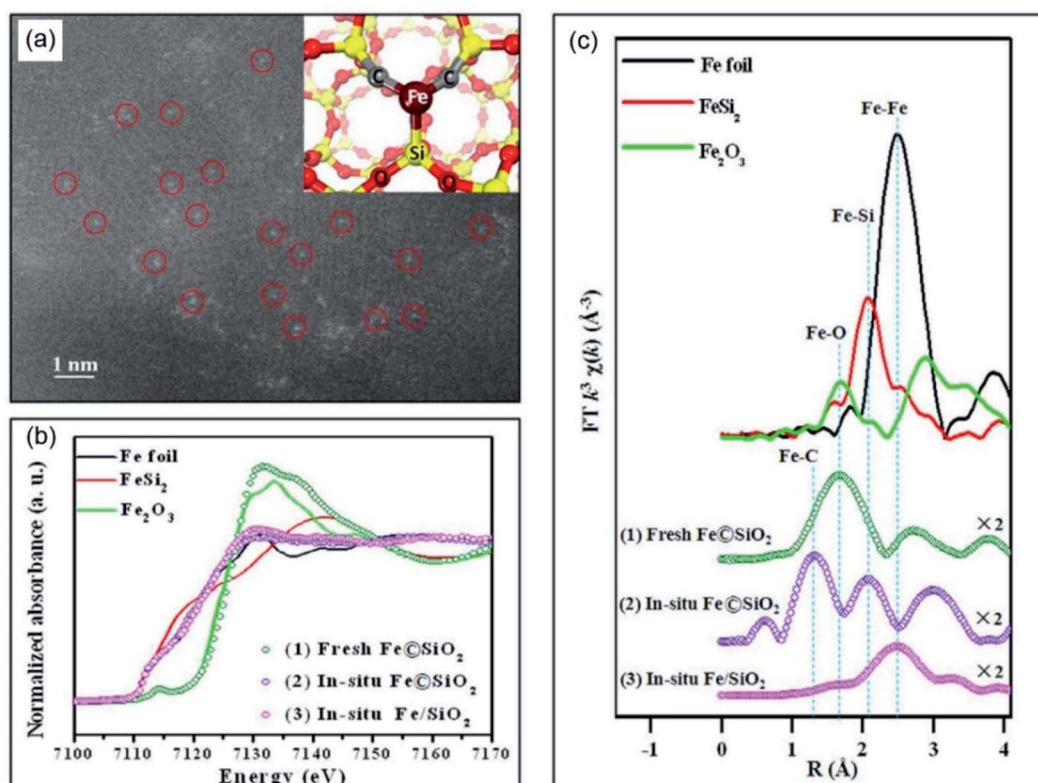 (a)
C
C
Fe
Si
O
O
1 nm
(b)
Fe foil
FeSi₂
Fe₂O₃
(1) Fresh Fe©SiO₂
(2) In-situ Fe©SiO₂
(3) In-situ Fe/SiO₂
Normalized absorbance (a. u.)
7100 7110 7120 7130 7140 7150 7160 7170
Energy (eV)
(c)
Fe foil
FeSi₂
Fe₂O₃
Fe-Fe
Fe-Si
Fe-O
Fe-C
(1) Fresh Fe©SiO₂
×2
(2) In-situ Fe©SiO₂
×2
(3) In-situ Fe/SiO₂
×2
FT k³ χ(k) (Å⁻³)
-1 0 1 2 3 4
R (Å)